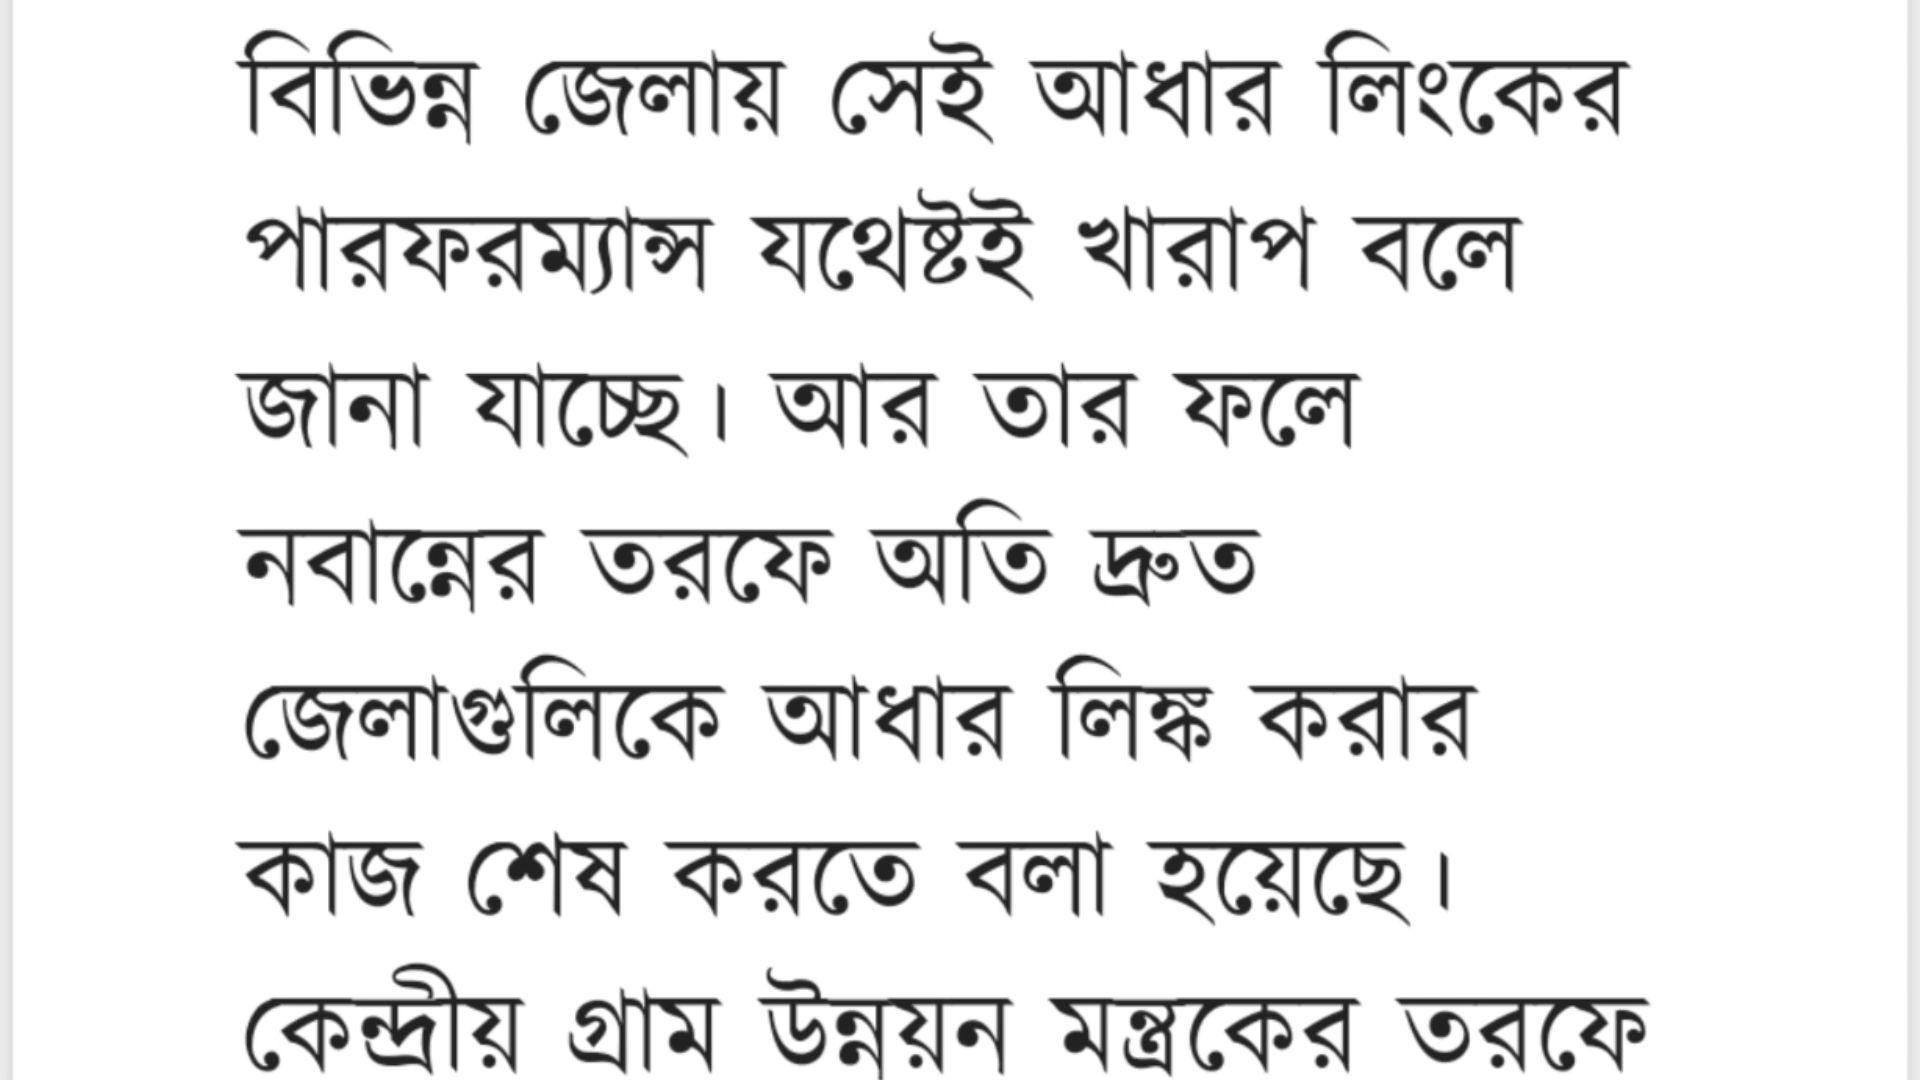 বিভিন্ন জেলায় সেই আধার লিংকের
পারফরম্যান্স যথেষ্টই খারাপ বলে
জানা যাচ্ছে। আর তার ফলে
নবান্নের তরফে অতি দ্রুত
জেলাগুলিকে আধার লিঙ্ক করার
কাজ শেষ করতে বলা হয়েছে।
কেন্দ্রীয় গ্রাম উন্নয়ন মন্ত্রকের তরফে